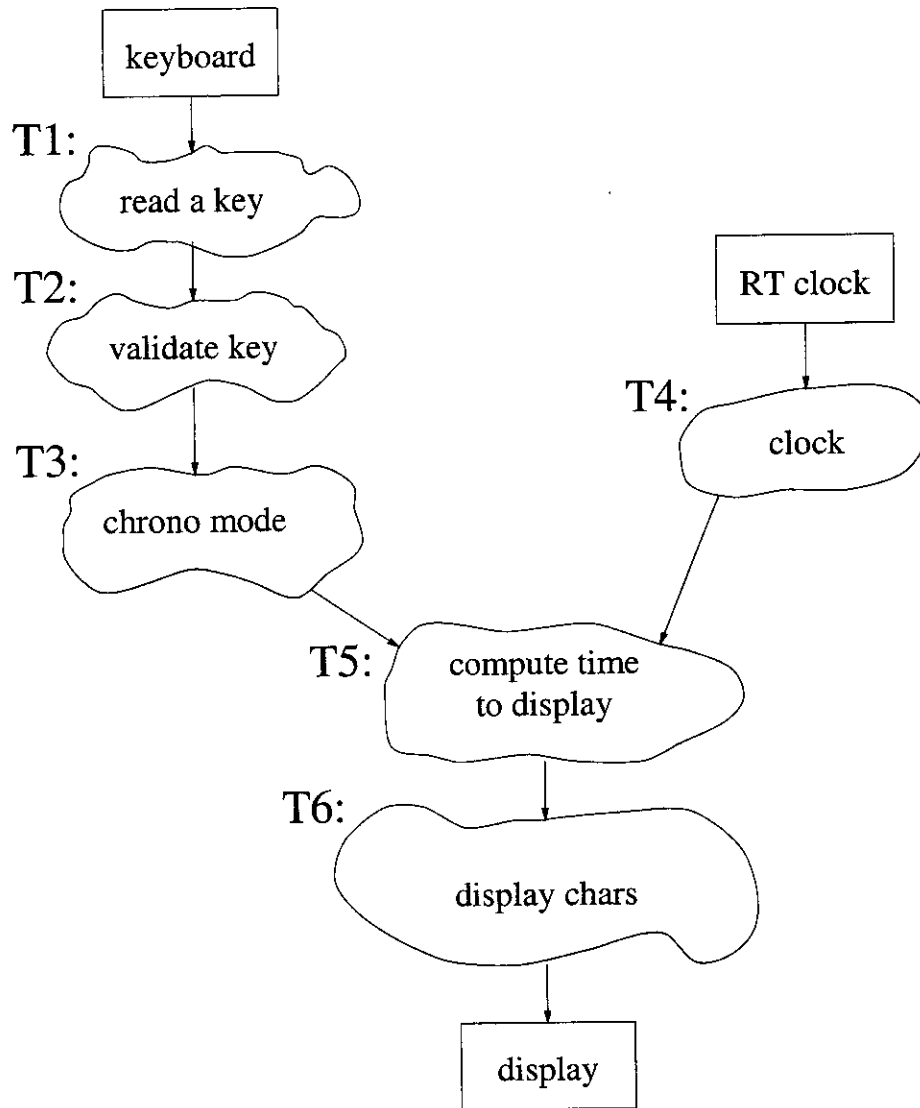 keyboard
T1:
read a key
T2:
validate key
RT clock
T4:
clock
T3:
chrono mode
T5:
compute time
to display
T6:
display chars
display